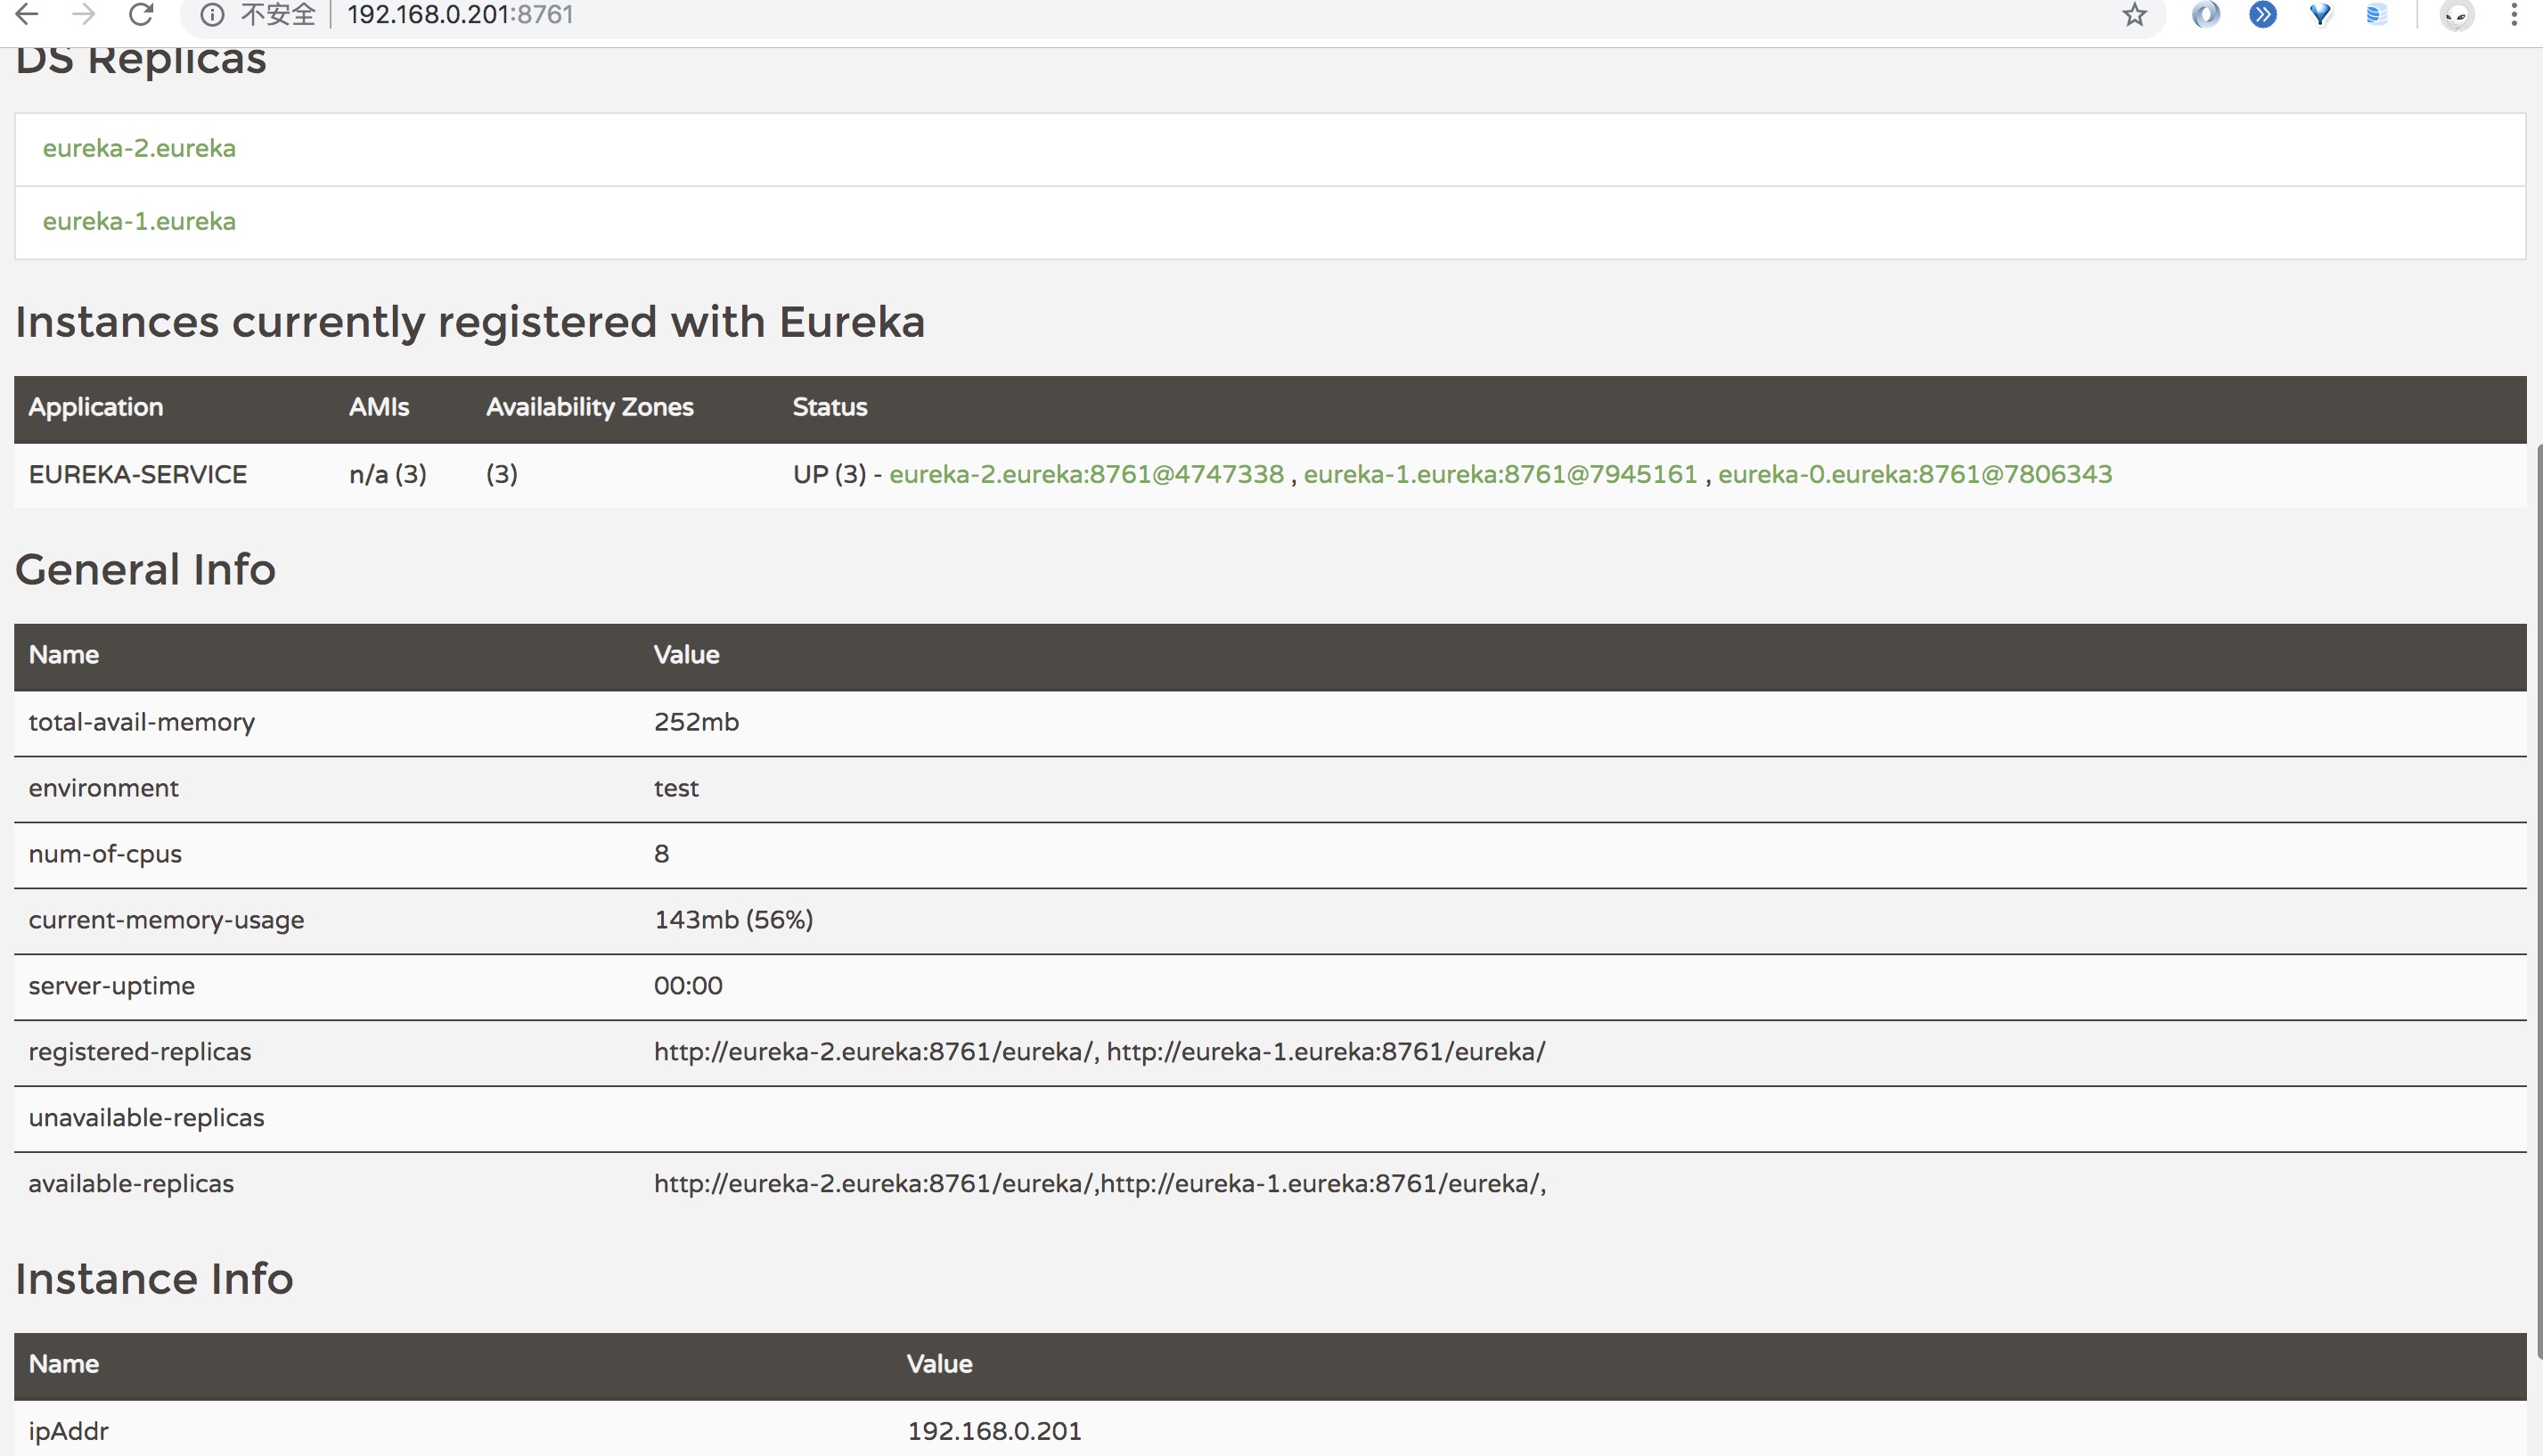 不安全 192.168.0.201:8761
DS Replicas
eureka-2.eureka
eureka-1.eureka
Instances currently registered with Eureka
Application AMIs Availability Zones Status
EUREKA-SERVICE n/a (3) (3) UP (3) - eureka-2.eureka:8761@4747338 , eureka-1.eureka:8761@7945161 , eureka-0.eureka:8761@7806343
General Info
Name Value
total-avail-memory 252mb
environment test
num-of-cpus 8
current-memory-usage 143mb (56%)
server-uptime 00:00
registered-replicas http://eureka-2.eureka:8761/eureka/, http://eureka-1.eureka:8761/eureka/
unavailable-replicas
available-replicas http://eureka-2.eureka:8761/eureka/,http://eureka-1.eureka:8761/eureka/,
Instance Info
Name Value
ipAddr 192.168.0.201